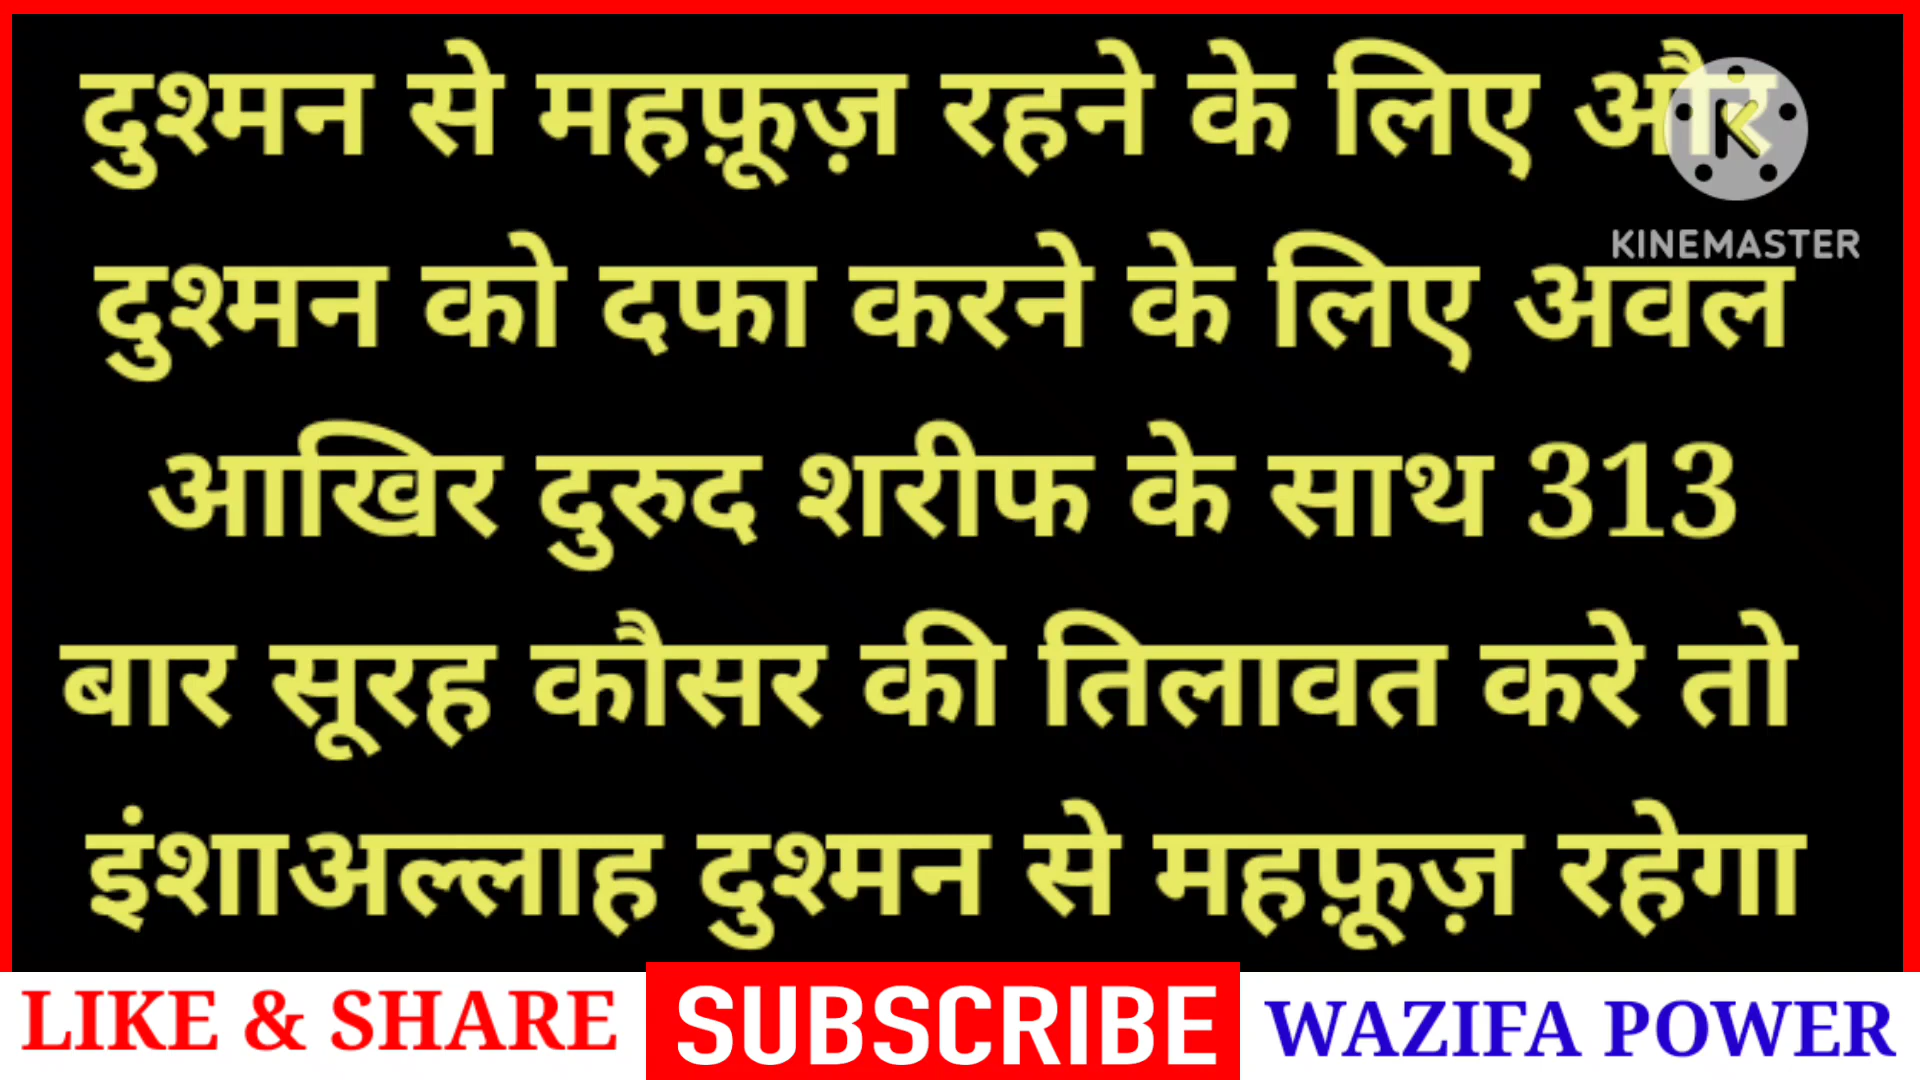 दुश्मन से महफ़ूज़ रहने के लिए और
KINEMASTER
दुश्मन को दफा करने के लिए अवल
आखिर दुरुद शरीफ के साथ 313
बार सूरह कौसर की तिलावत करे तो
इंशाअल्लाह दुश्मन से महफ़ूज़ रहेगा
LIKE & SHARE SUBSCRIBE WAZIFA POWER